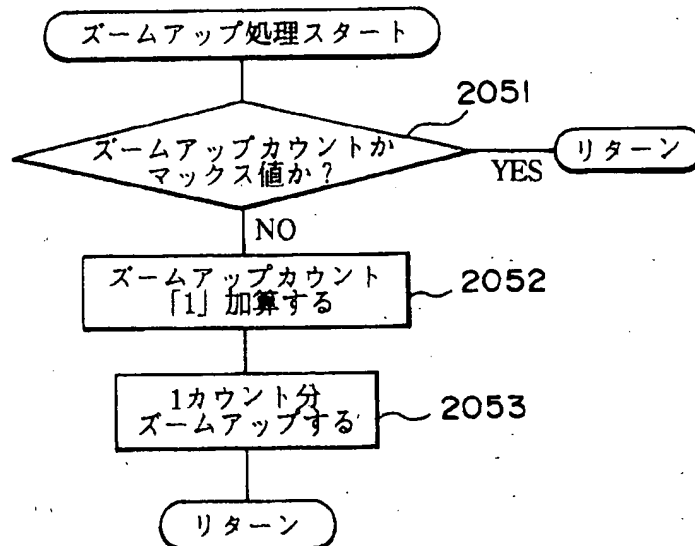 ズームアップ処理スタート
2051
ズームアップカウントが
マックス値か?
YES
リターン
NO
ズームアップカウント
「1」加算する
2052
1カウント分
ズームアップする
2053
リターン